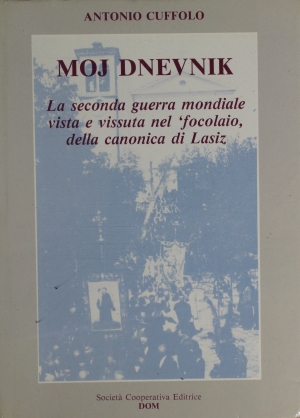 ANTONIO CUFFOLO
MOJ DNEVNIK
La seconda guerra mondiale
vista e vissuta nel ‘focolaio,
della canonica di Lasiz
Società Cooperativa Editrice
DOM